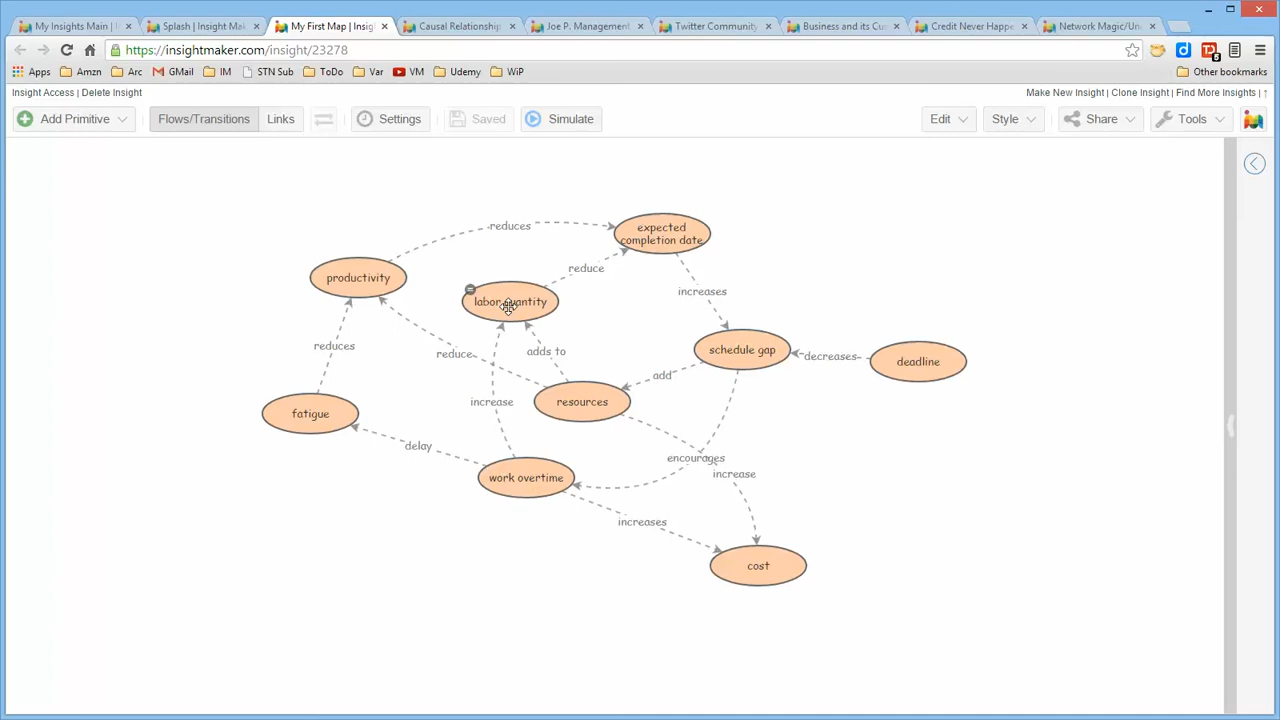 My Insights Main |
Splash | Insight Mak
My First Map | Insig
Causal Relationship
Joe P. Management
Twitter Community
Business and its Cu
Credit Never Happe
Network Magic/Un
https://insightmaker.com/insight/23278
Apps
Amzn
Arc
GMail
IM
STN Sub
ToDo
Var
VM
Udemy
WiP
Other bookmarks
Insight Access | Delete Insight
Make New Insight | Clone Insight | Find More Insights | ↑
Add Primitive
Flows/Transitions
Links
Settings
Saved
Simulate
Edit
Style
Share
Tools
reduces
expected
completion date
reduce
productivity
increases
labor quantity
reduces
reduce
adds to
schedule gap
decreases
deadline
add
increase
resources
fatigue
delay
encourages
increase
work overtime
increases
cost